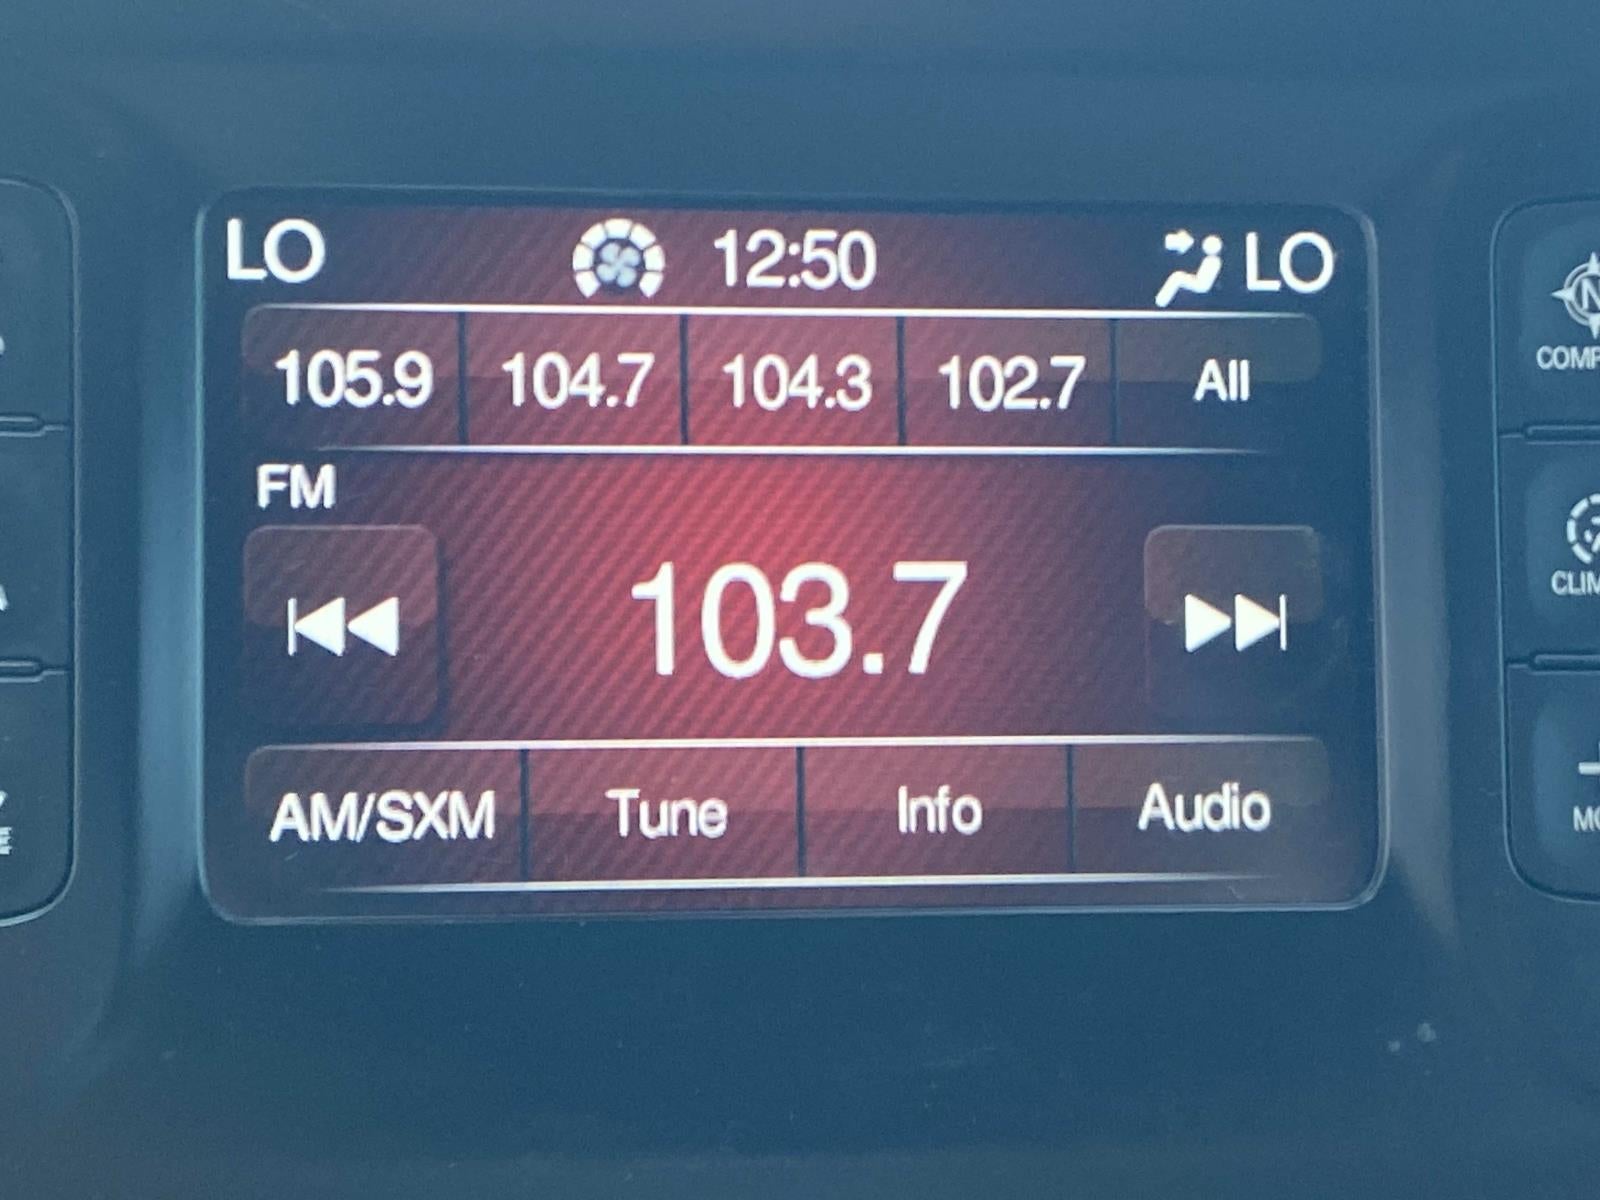 LO 12:50 LO
105.9 104.7 104.3 102.7 All
FM
103.7
AM/SXM Tune Info Audio
N
COMP
CLIM
MO